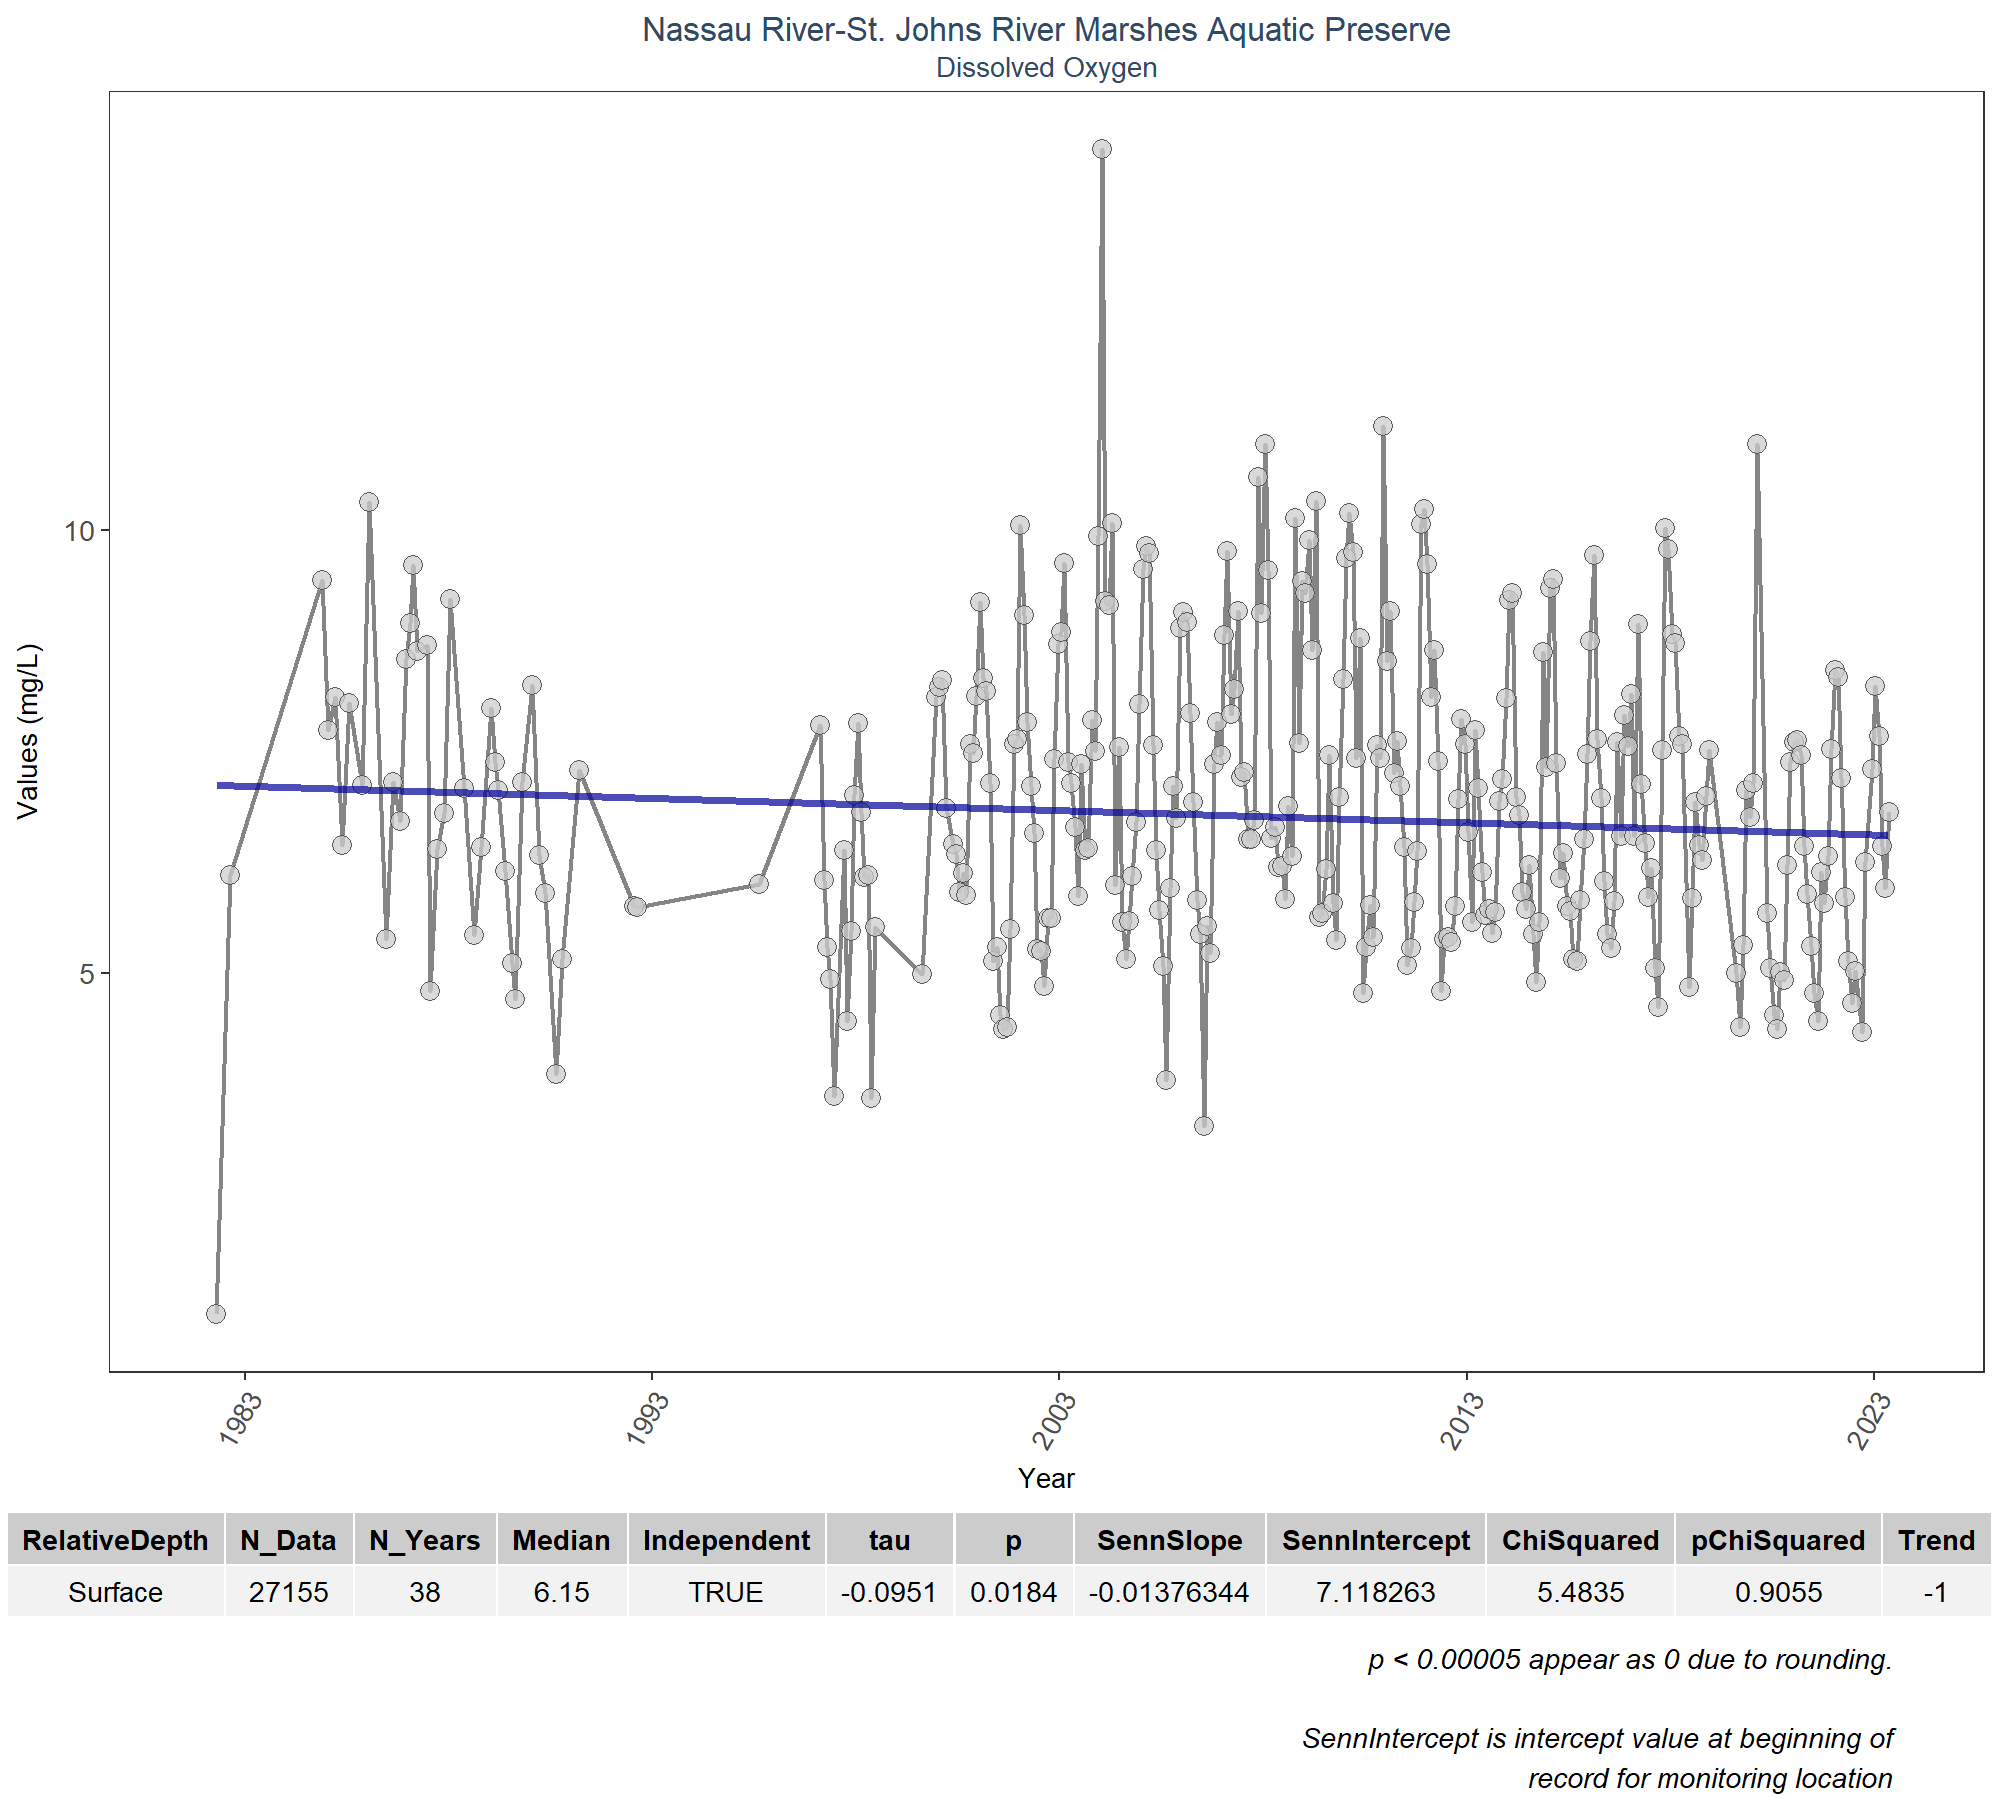 Nassau River-St. Johns River Marshes Aquatic Preserve
Dissolved Oxygen
Values (mg/L)
10
5
1983
1993
2003
2013
2023
Year
RelativeDepth N_Data N_Years Median Independent tau p SennSlope SennIntercept ChiSquared pChiSquared Trend
Surface 27155 38 6.15 TRUE -0.0951 0.0184 -0.01376344 7.118263 5.4835 0.9055 -1
p < 0.00005 appear as 0 due to rounding.
SennIntercept is intercept value at beginning of
record for monitoring location